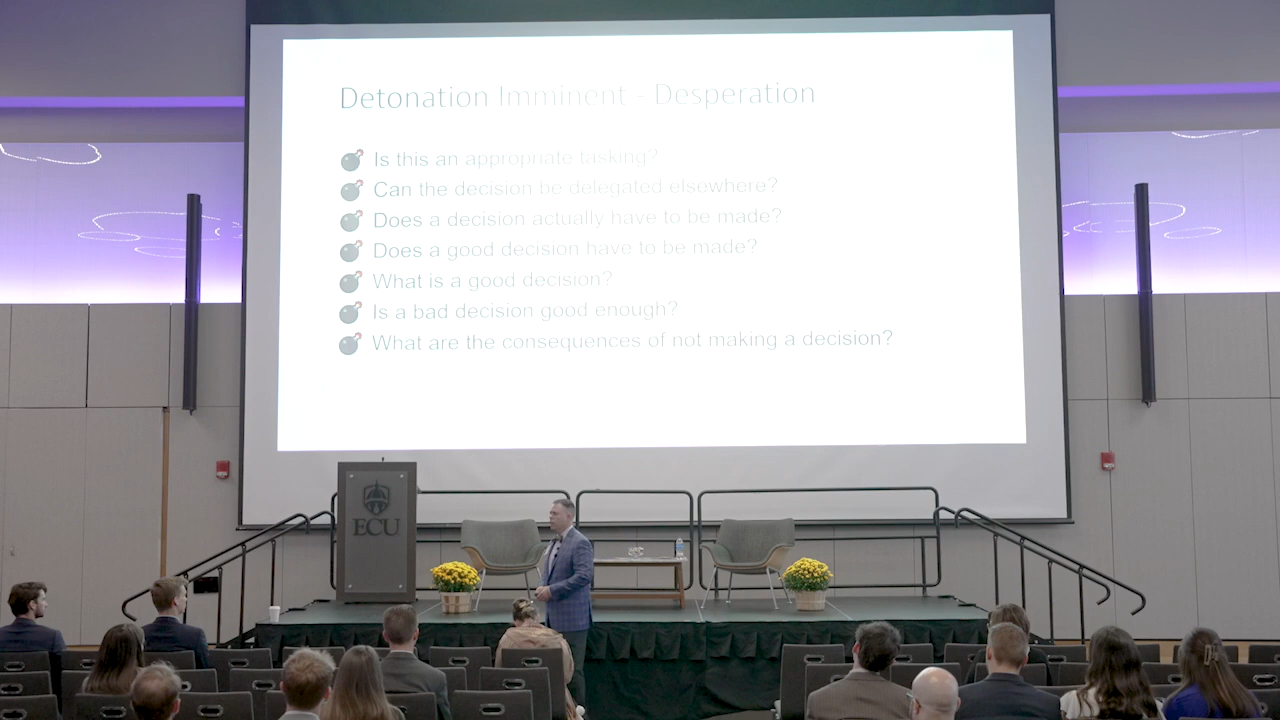 Detonation Imminent - Desperation
Is this an appropriate tasking?
Can the decision be delegated elsewhere?
Does a decision actually have to be made?
Does a good decision have to be made?
What is a good decision?
Is a bad decision good enough?
What are the consequences of not making a decision?
ECU